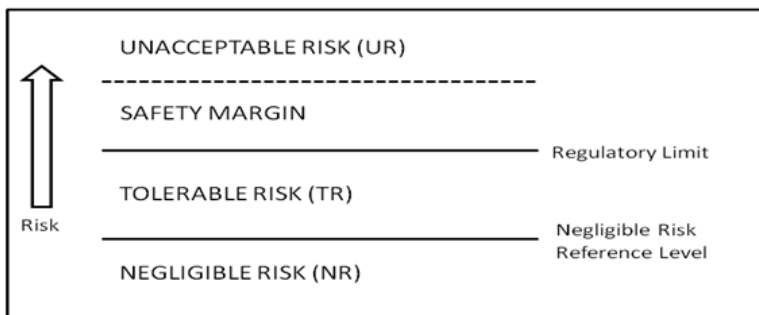 UNACCEPTABLE RISK (UR)
SAFETY MARGIN
Regulatory Limit
TOLERABLE RISK (TR)
Risk
Negligible Risk
Reference Level
NEGLIGIBLE RISK (NR)